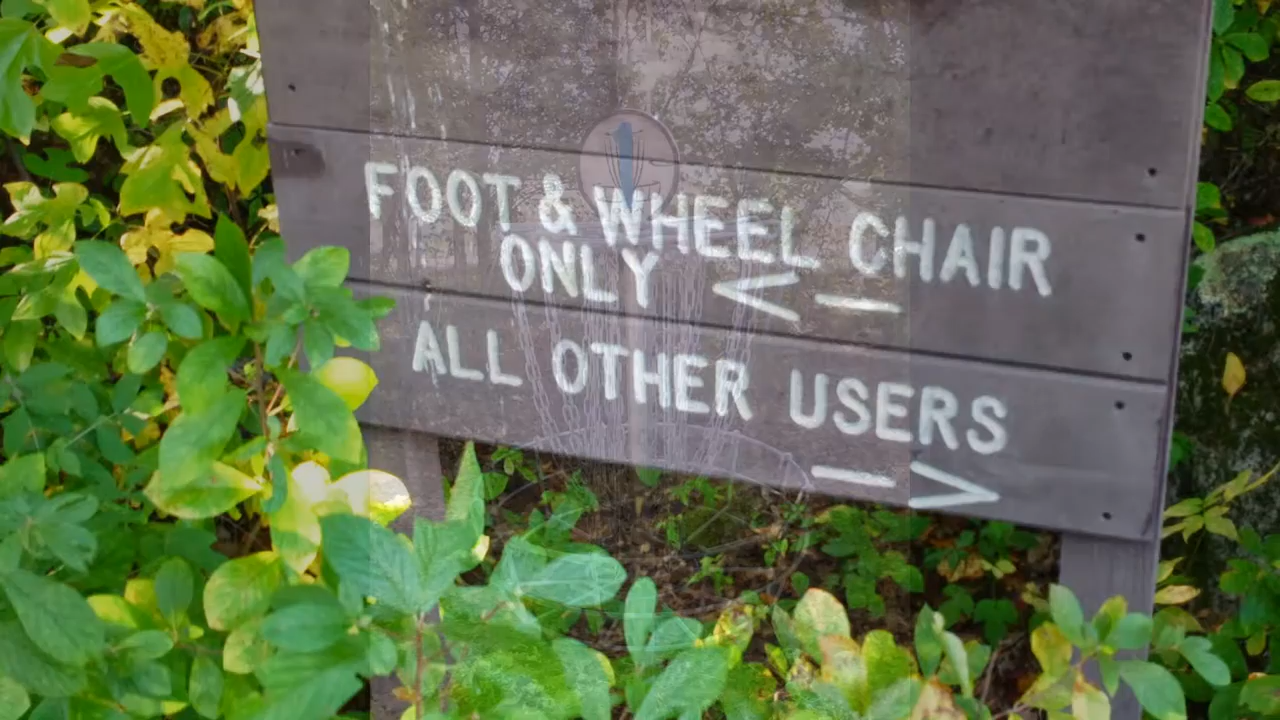 FOOT & WHEEL CHAIR
ONLY <—
ALL OTHER USERS
—>